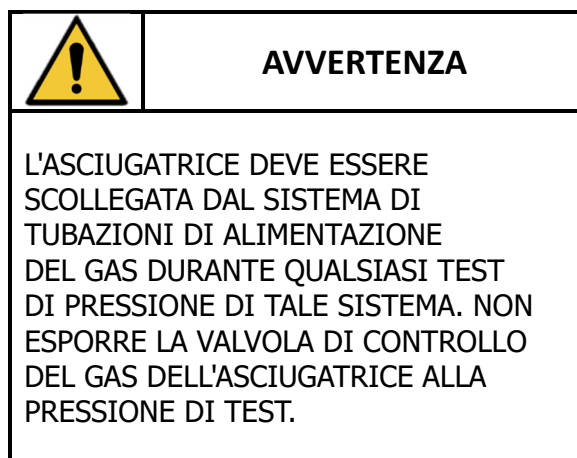 AVVERTENZA
L'ASCIUGATRICE DEVE ESSERE
SCOLLEGATA DAL SISTEMA DI
TUBAZIONI DI ALIMENTAZIONE
DEL GAS DURANTE QUALSIASI TEST
DI PRESSIONE DI TALE SISTEMA. NON
ESPORRE LA VALVOLA DI CONTROLLO
DEL GAS DELL'ASCIUGATRICE ALLA
PRESSIONE DI TEST.